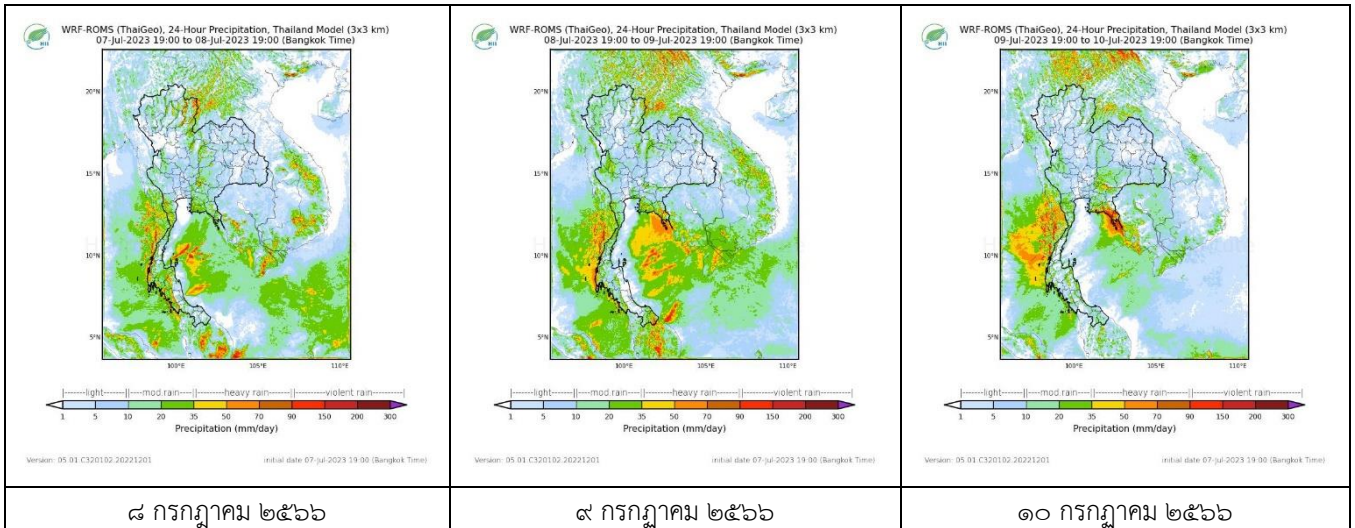 WRF-ROMS (ThaiGeo), 24-Hour Precipitation, Thailand Model (3x3 km)
07-Jul-2023 19:00 to 08-Jul-2023 19:00 (Bangkok Time)
HII
20°N
15°N
10°N
5°N
100°E 105°E 110°E
|-------light-------||----mod rain----||--------heavy rain--------||-------violent rain-------|
1 5 10 20 35 50 70 90 150 200 300
Precipitation (mm/day)
Version: 05.01.C320102.20221201 initial date 07-Jul-2023 19:00 (Bangkok Time)
๘ กรกฎาคม ๒๕๖๖
WRF-ROMS (ThaiGeo), 24-Hour Precipitation, Thailand Model (3x3 km)
08-Jul-2023 19:00 to 09-Jul-2023 19:00 (Bangkok Time)
HII
20°N
15°N
10°N
5°N
100°E 105°E 110°E
|-------light-------||----mod rain----||--------heavy rain--------||-------violent rain-------|
1 5 10 20 35 50 70 90 150 200 300
Precipitation (mm/day)
Version: 05.01.C320102.20221201 initial date 07-Jul-2023 19:00 (Bangkok Time)
๙ กรกฎาคม ๒๕๖๖
WRF-ROMS (ThaiGeo), 24-Hour Precipitation, Thailand Model (3x3 km)
09-Jul-2023 19:00 to 10-Jul-2023 19:00 (Bangkok Time)
HII
20°N
15°N
10°N
5°N
100°E 105°E 110°E
|-------light-------||----mod rain----||--------heavy rain--------||-------violent rain-------|
1 5 10 20 35 50 70 90 150 200 300
Precipitation (mm/day)
Version: 05.01.C320102.20221201 initial date 07-Jul-2023 19:00 (Bangkok Time)
๑๐ กรกฎาคม ๒๕๖๖